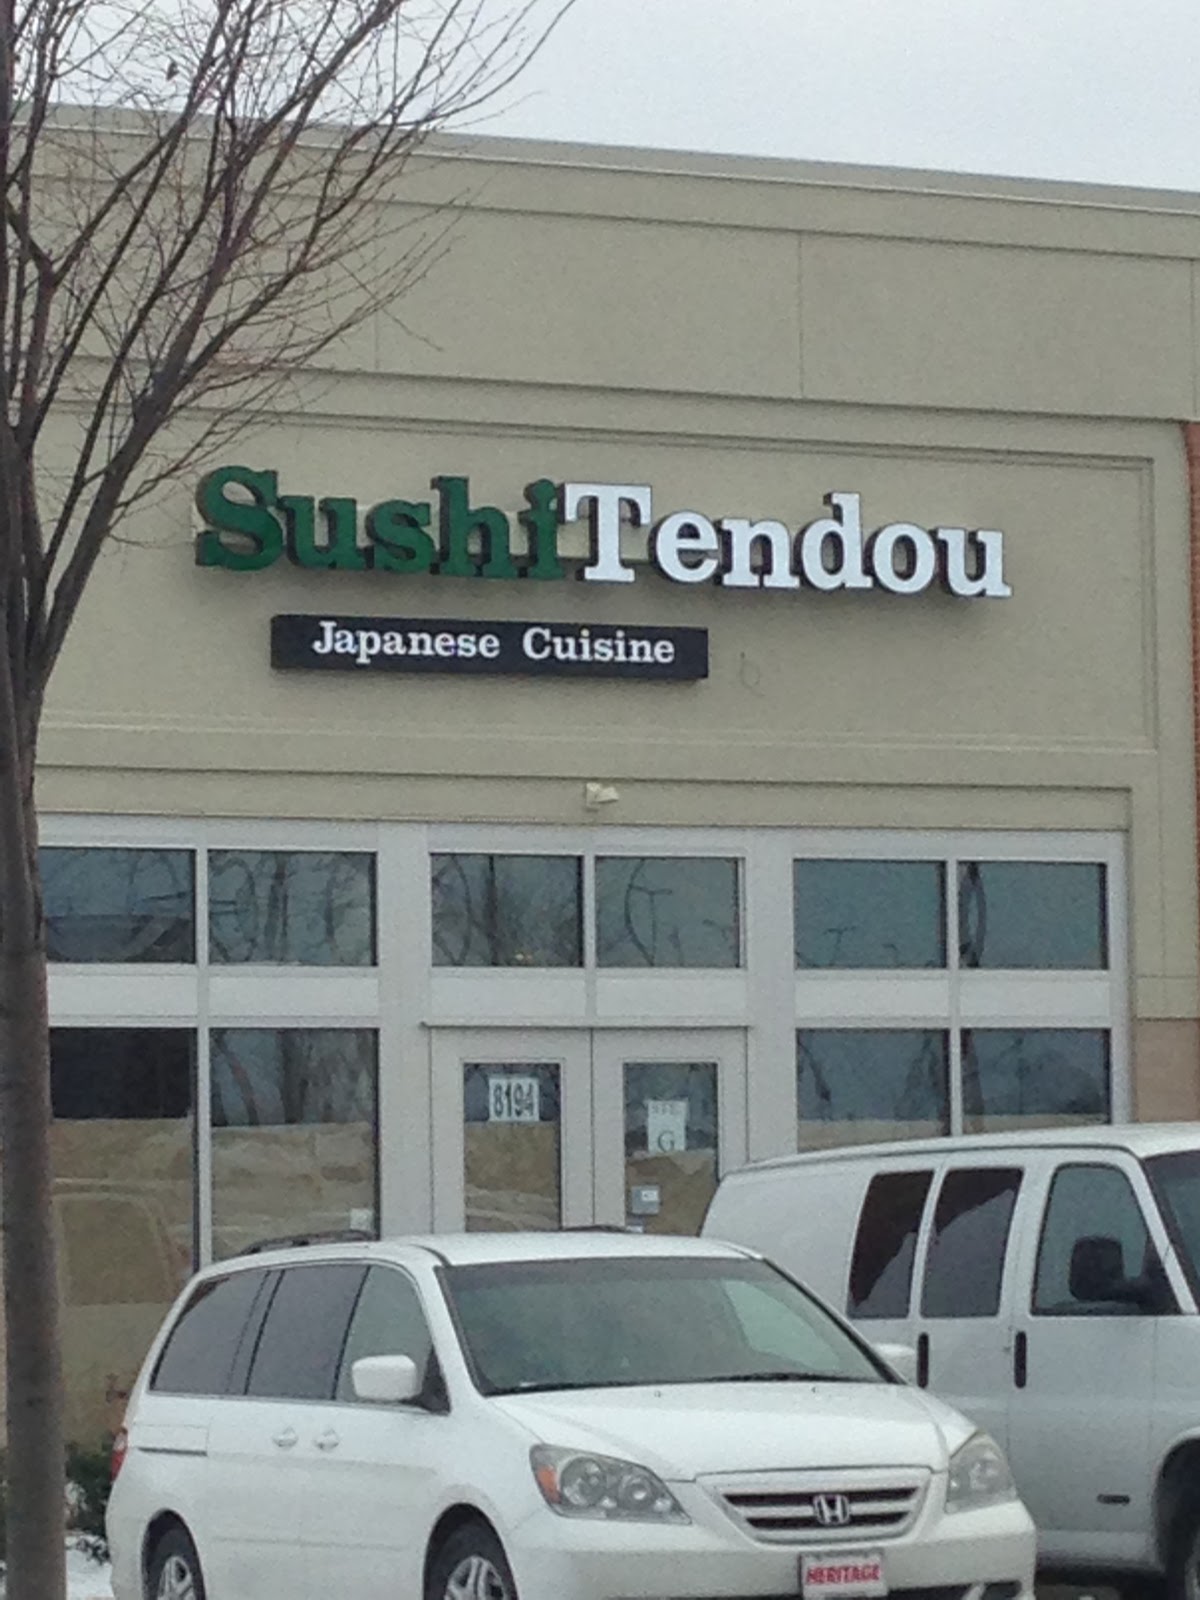 SushiTendou
Japanese Cuisine
8194
G
HERITAGE